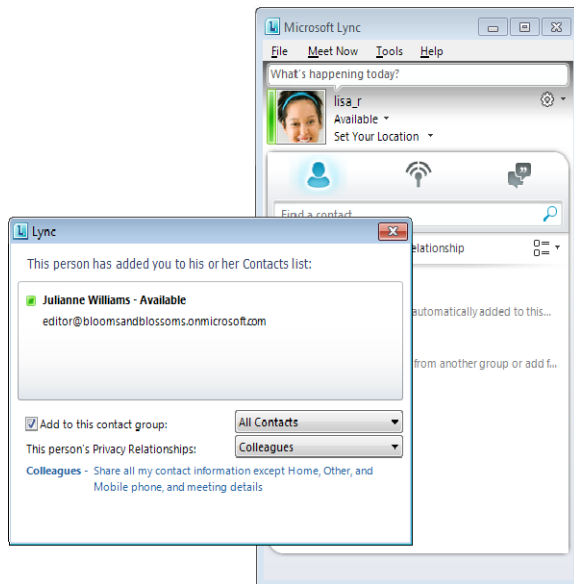 Microsoft Lync
File Meet Now Tools Help
What's happening today?
lisa_r
Available
Set Your Location
Find a contact
elationship
automatically added to this...
from another group or add f...
Lync
This person has added you to his or her Contacts list:
Julianne Williams - Available
editor@bloomsandblossoms.onmicrosoft.com
Add to this contact group: All Contacts
This person's Privacy Relationships: Colleagues
Colleagues - Share all my contact information except Home, Other, and
Mobile phone, and meeting details